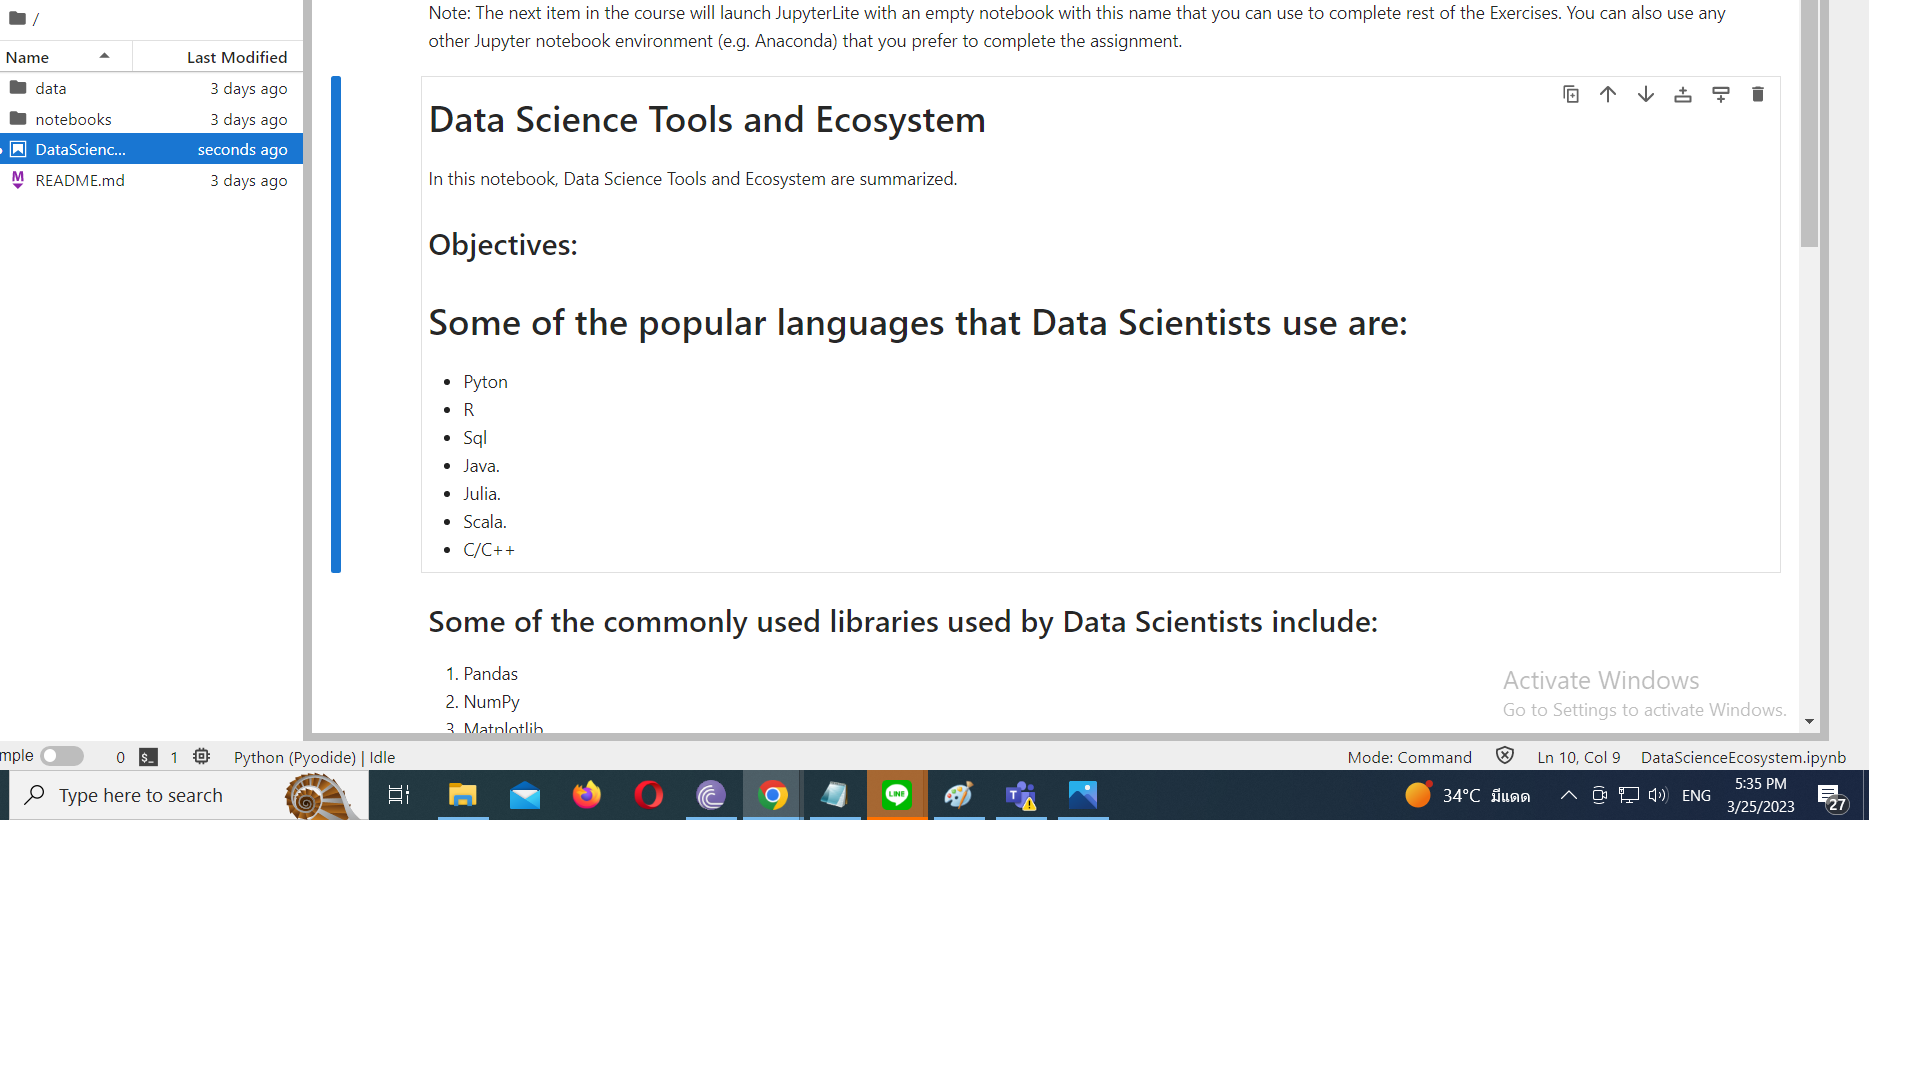 /
Name Last Modified
data 3 days ago
notebooks 3 days ago
DataScienc... seconds ago
README.md 3 days ago
Note: The next item in the course will launch JupyterLite with an empty notebook with this name that you can use to complete rest of the Exercises. You can also use any
other Jupyter notebook environment (e.g. Anaconda) that you prefer to complete the assignment.
Data Science Tools and Ecosystem
In this notebook, Data Science Tools and Ecosystem are summarized.
Objectives:
Some of the popular languages that Data Scientists use are:
• Pyton
• R
• Sql
• Java.
• Julia.
• Scala.
• C/C++
Some of the commonly used libraries used by Data Scientists include:
1. Pandas
2. NumPy
3. Matplotlib
Activate Windows
Go to Settings to activate Windows.
mple 0 1 Python (Pyodide) | Idle Mode: Command Ln 10, Col 9 DataScienceEcosystem.ipynb
Type here to search LINE 34°C มีแดด ENG 5:35 PM
3/25/2023 27